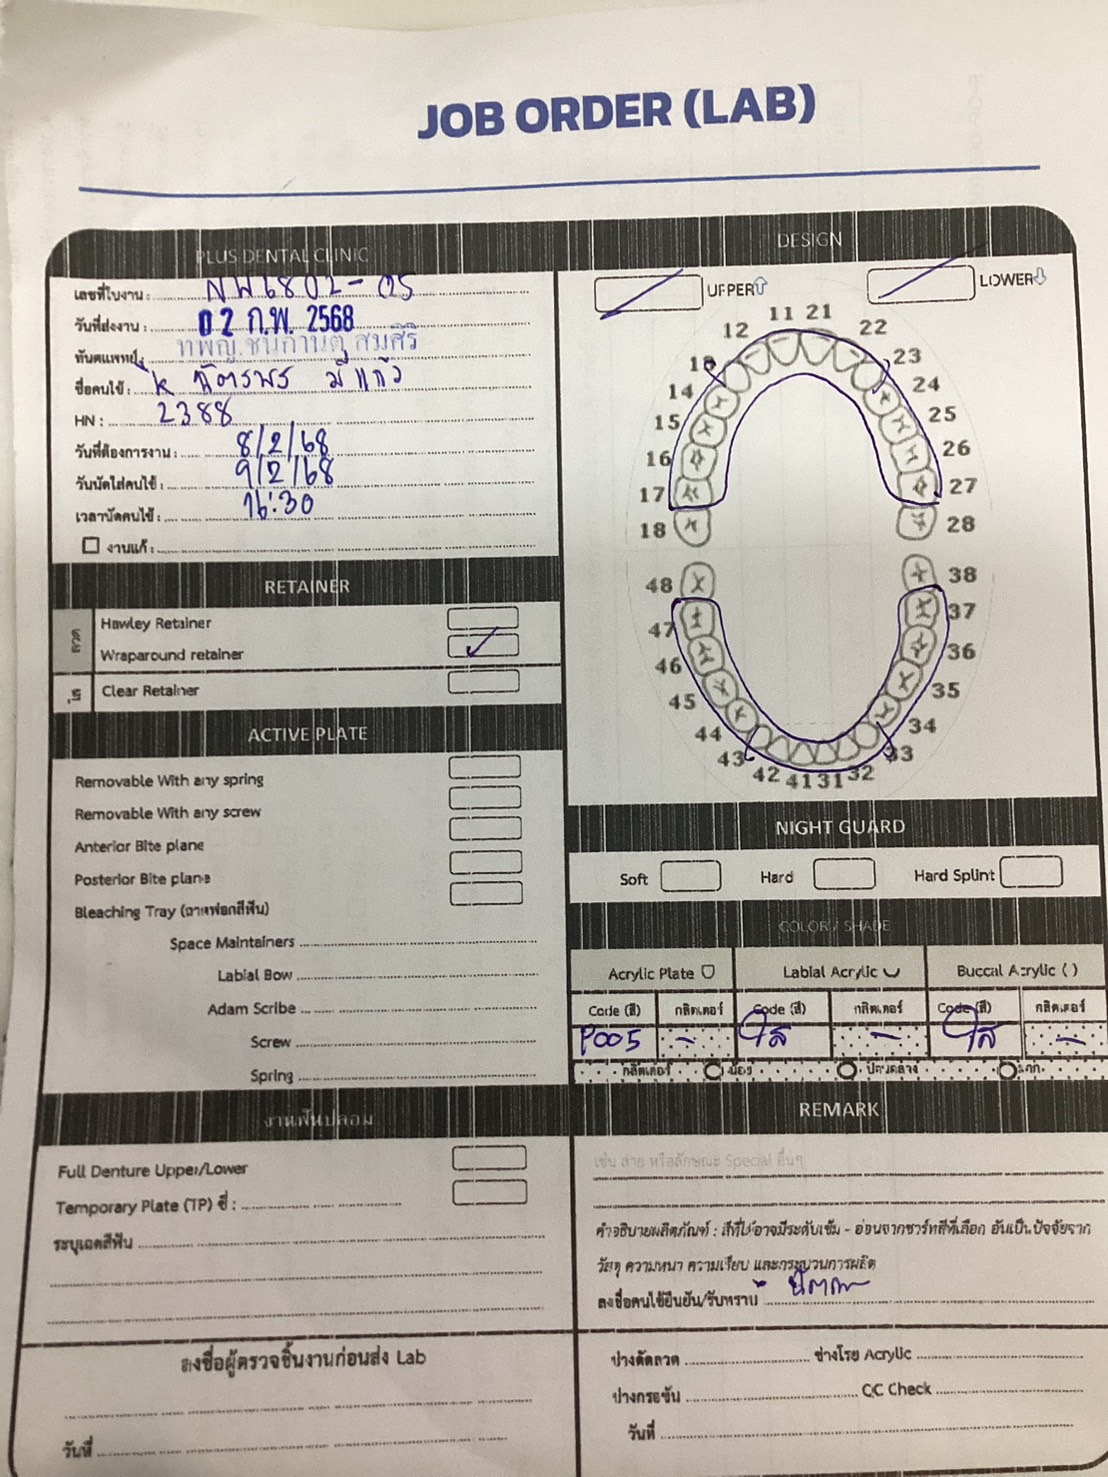 JOB ORDER (LAB)
PLUS DENTAL CLINIC
เลขที่ใบงาน : NW6802-05
วันที่ส่งงาน : 02 ก.พ. 2568
ทันตแพทย์ : ทพญ.ชนกานต์ สมศิริ
ชื่อคนไข้ : k ฉัตรพร มีแก้ว
HN : 2388
วันที่ต้องการงาน : 8/2/68
วันนัดใส่คนไข้ : 9/2/68
เวลานัดคนไข้ : 16:30
งานแก้ :
RETAINER
ลวด
Hawley Retainer
Wraparound retainer
ใส
Clear Retainer
ACTIVE PLATE
Removable With any spring
Removable With any screw
Anterior Bite plane
Posterior Bite plane
Bleaching Tray (ถาดฟอกสีฟัน)
Space Maintainers
Labial Bow
Adam Scribe
Screw
Spring
งานฟันปลอม
Full Denture Upper/Lower
Temporary Plate (TP) ซี่ :
ระบุเฉดสีฟัน
ลงชื่อผู้ตรวจชิ้นงานก่อนส่ง Lab
วันที่
DESIGN
UPPER LOWER
11 21
12 22
13 23
14 24
15 25
16 26
17 27
18 28
48 38
47 37
46 36
45 35
44 34
43 33
42 41 31 32
NIGHT GUARD
Soft Hard Hard Splint
COLOR / SHADE
Acrylic Plate Labial Acrylic Buccal Acrylic ( )
Code (สี) กลิตเตอร์ Code (สี) กลิตเตอร์ Code (สี) กลิตเตอร์
P005 - ใส - ใส -
กลิตเตอร์ น้อย ปานกลาง มาก
REMARK
เช่น ลาย หรือลักษณะ Special อื่นๆ
คำอธิบายผลิตภัณฑ์ : สีที่ได้อาจมีระดับเข้ม - อ่อนจากชาร์ทสีที่เลือก อันเป็นปัจจัยจาก
วัสดุ ความหนา ความเรียบ และกระบวนการผลิต
ลงชื่อคนไข้ยืนยัน/รับทราบ
ช่างดัดลวด ช่างโรย Acrylic
ช่างกรอขัน QC Check
วันที่